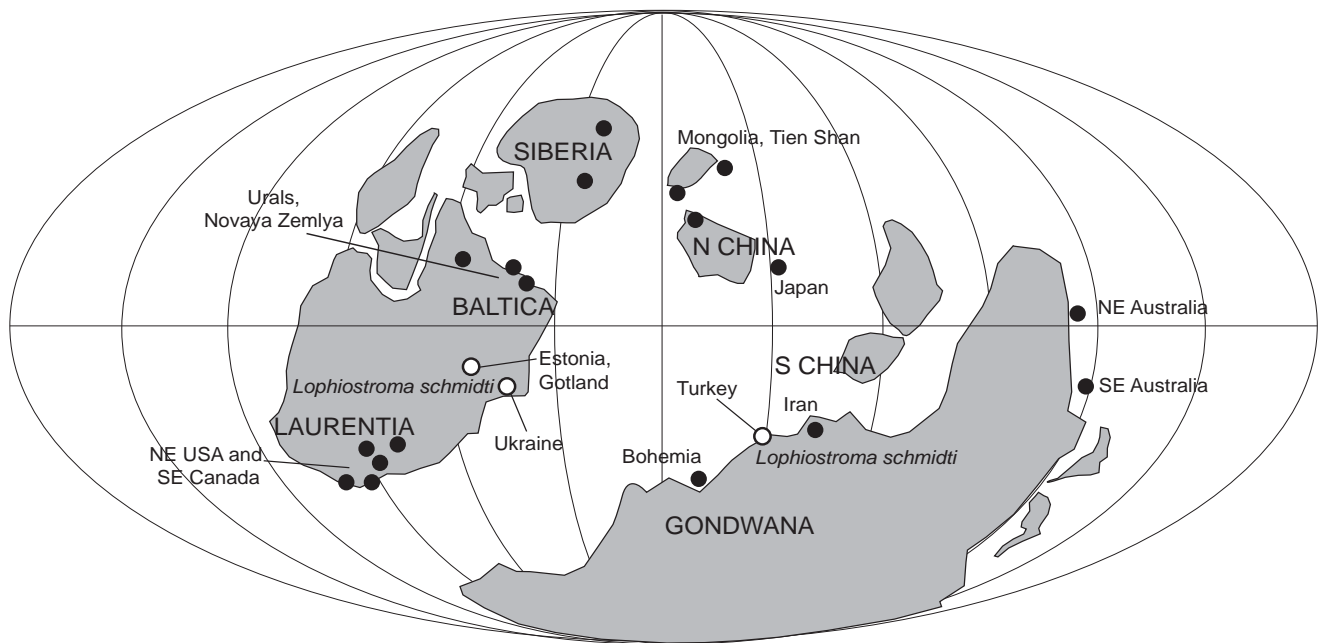 Mongolia, Tien Shan
SIBERIA
Urals,
Novaya Zemlya
N CHINA
Japan
BALTICA
NE Australia
Estonia,
Gotland
S CHINA
Lophiostroma schmidti
Turkey
SE Australia
Iran
LAURENTIA
Ukraine
NE USA and
SE Canada
Bohemia
Lophiostroma schmidti
GONDWANA